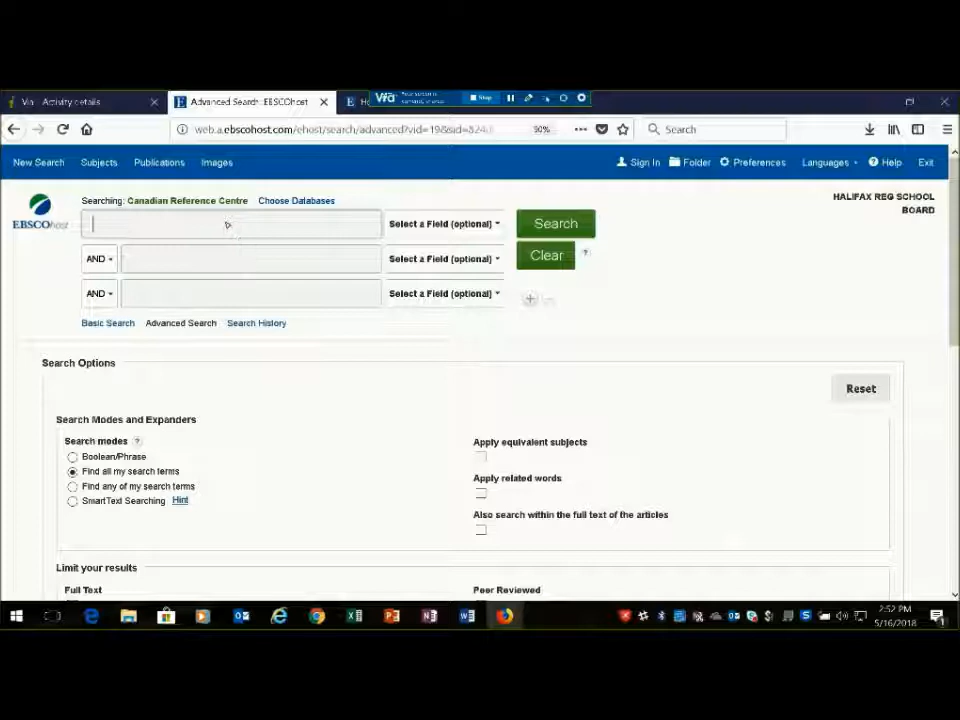 Via Activity details
Advanced Search: EBSCOhost
Stop
web.a.ebscohost.com/ehost/search/advanced?vid=19&sid=824
90%
Search
New Search Subjects Publications Images
Sign In Folder Preferences Languages Help Exit
Searching: Canadian Reference Centre Choose Databases
HALIFAX REG SCHOOL
BOARD
EBSCOhost
Select a Field (optional)
Search
AND
Select a Field (optional)
Clear ?
AND
Select a Field (optional)
Basic Search Advanced Search Search History
Search Options
Reset
Search Modes and Expanders
Search modes ?
Boolean/Phrase
Find all my search terms
Find any of my search terms
SmartText Searching Hint
Apply equivalent subjects
Apply related words
Also search within the full text of the articles
Limit your results
Full Text
Peer Reviewed
2:52 PM
5/16/2018